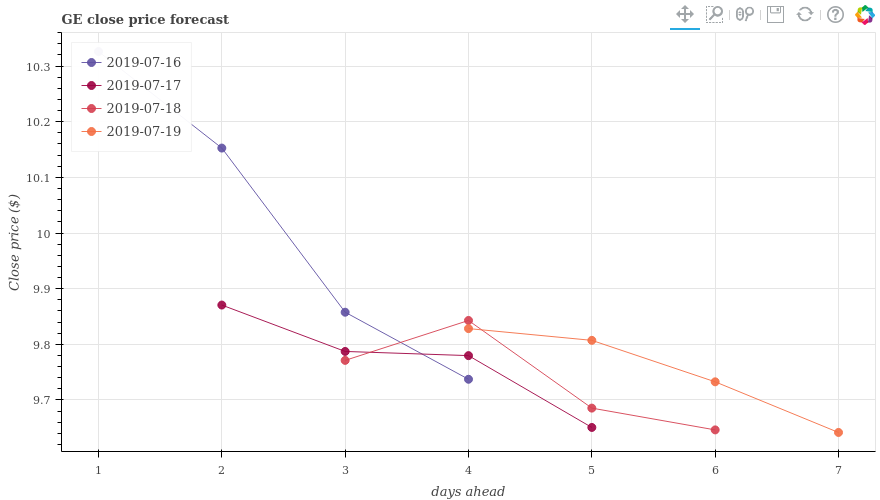 GE close price forecast
2019-07-16
2019-07-17
2019-07-18
2019-07-19
Close price ($)
10.3
10.2
10.1
10
9.9
9.8
9.7
1 2 3 4 5 6 7
days ahead